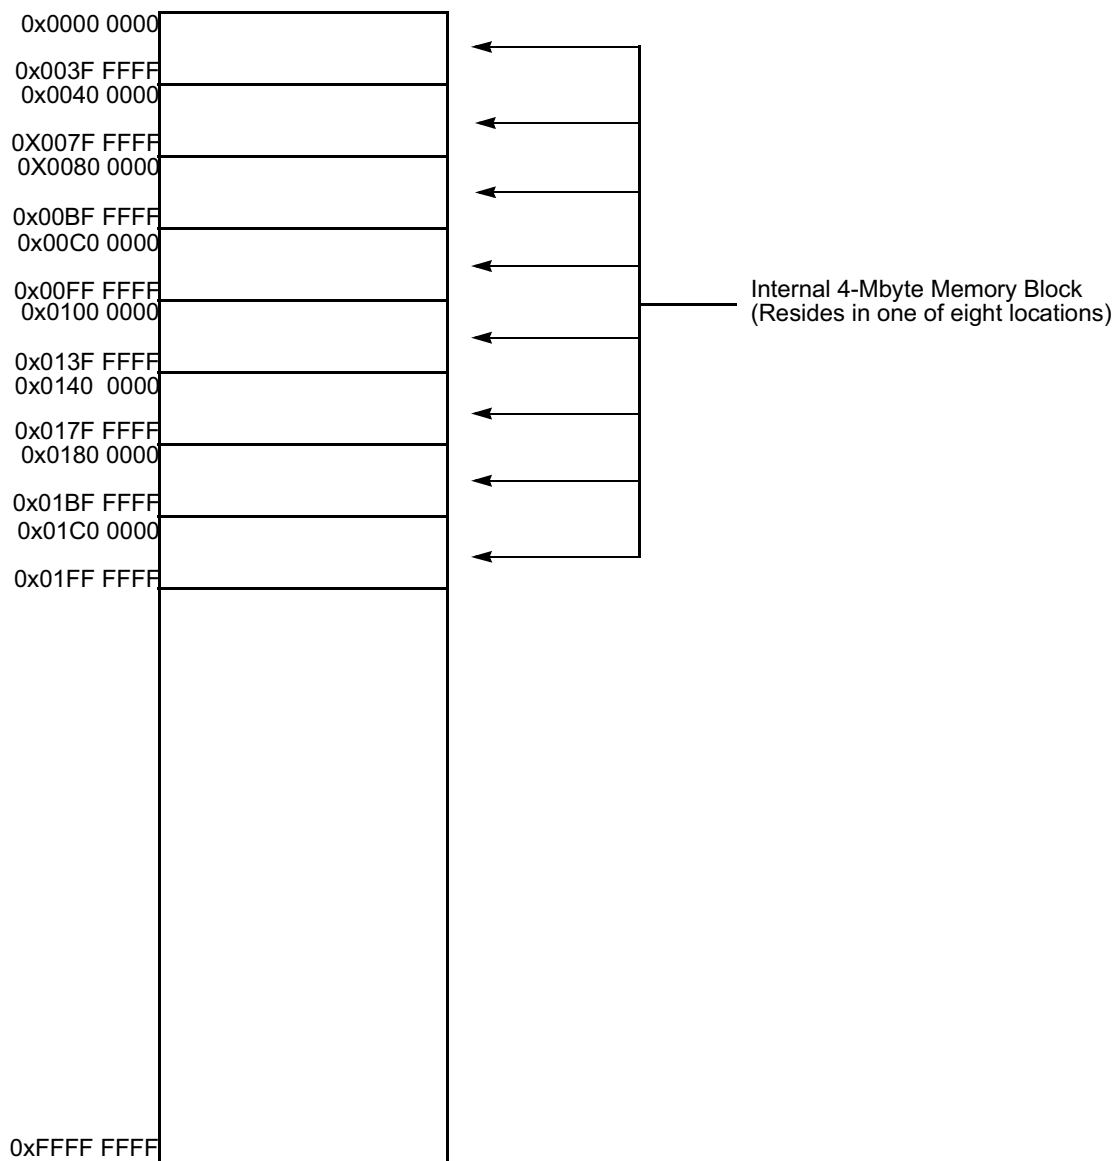 0x0000 0000
0x003F FFFF
0x0040 0000
0X007F FFFF
0X0080 0000
0x00BF FFFF
0x00C0 0000
0x00FF FFFF
0x0100 0000
0x013F FFFF
0x0140  0000
0x017F FFFF
0x0180 0000
0x01BF FFFF
0x01C0 0000
0x01FF FFFF
0xFFFF FFFF
Internal 4-Mbyte Memory Block
(Resides in one of eight locations)